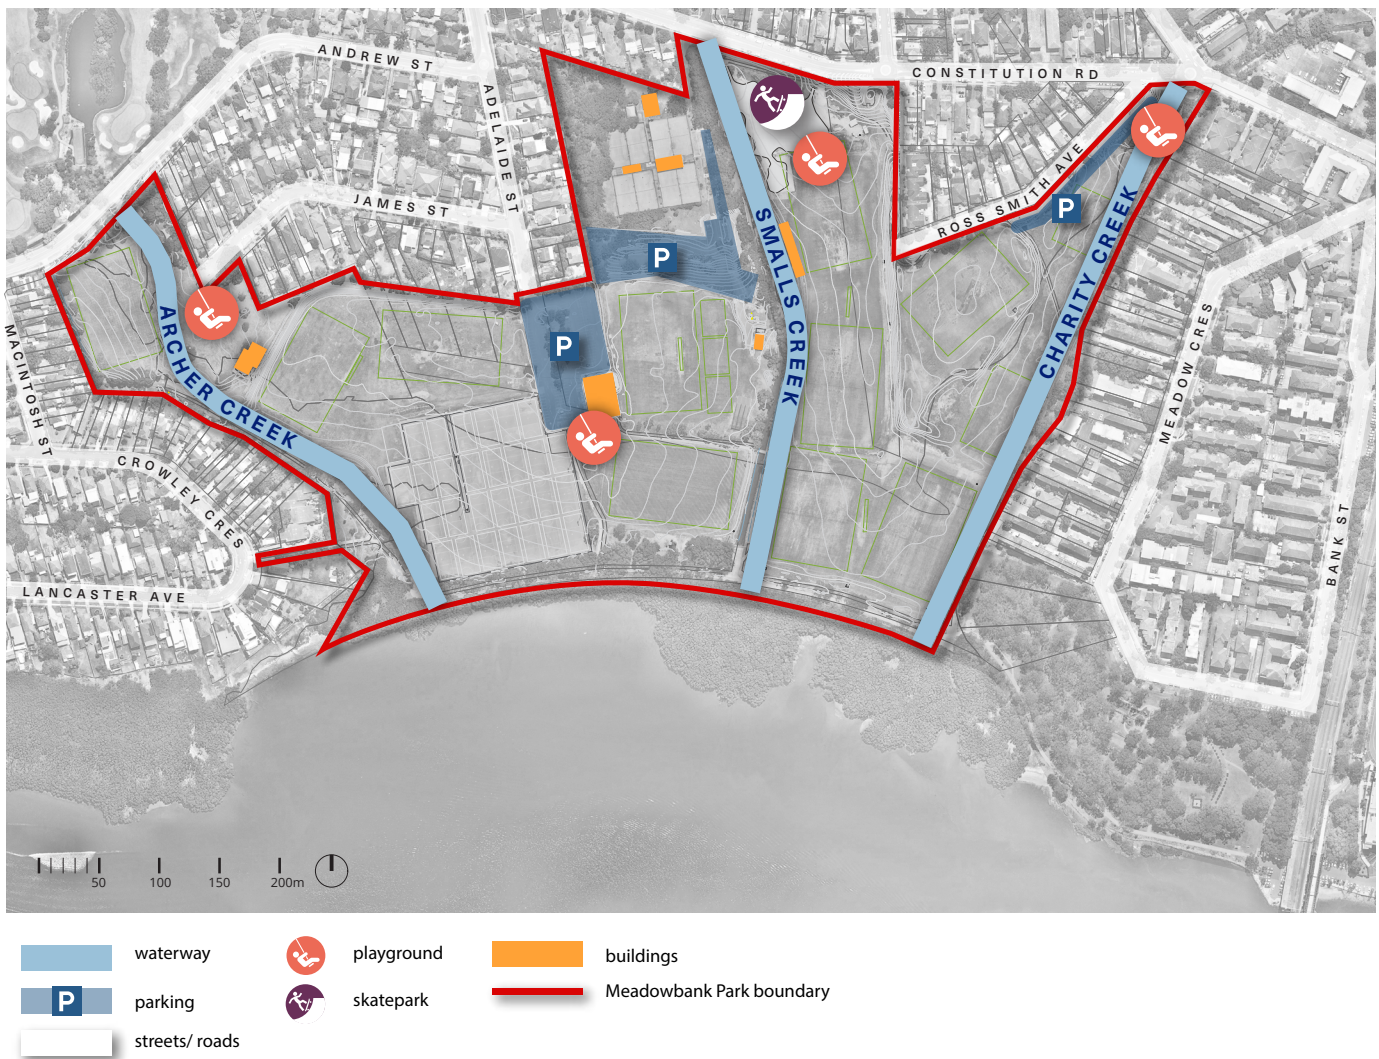 ANDREW ST
ADELAIDE ST
JAMES ST
CONSTITUTION RD
ROSS SMITH AVE
P
P
P
SMALLS CREEK
CHARITY CREEK
ARCHER CREEK
MACINTOSH ST
CROWLEY CRES
LANCASTER AVE
MEADOW CRES
BANK ST
50 100 150 200m
waterway
playground
buildings
P parking
skatepark
Meadowbank Park boundary
streets/ roads